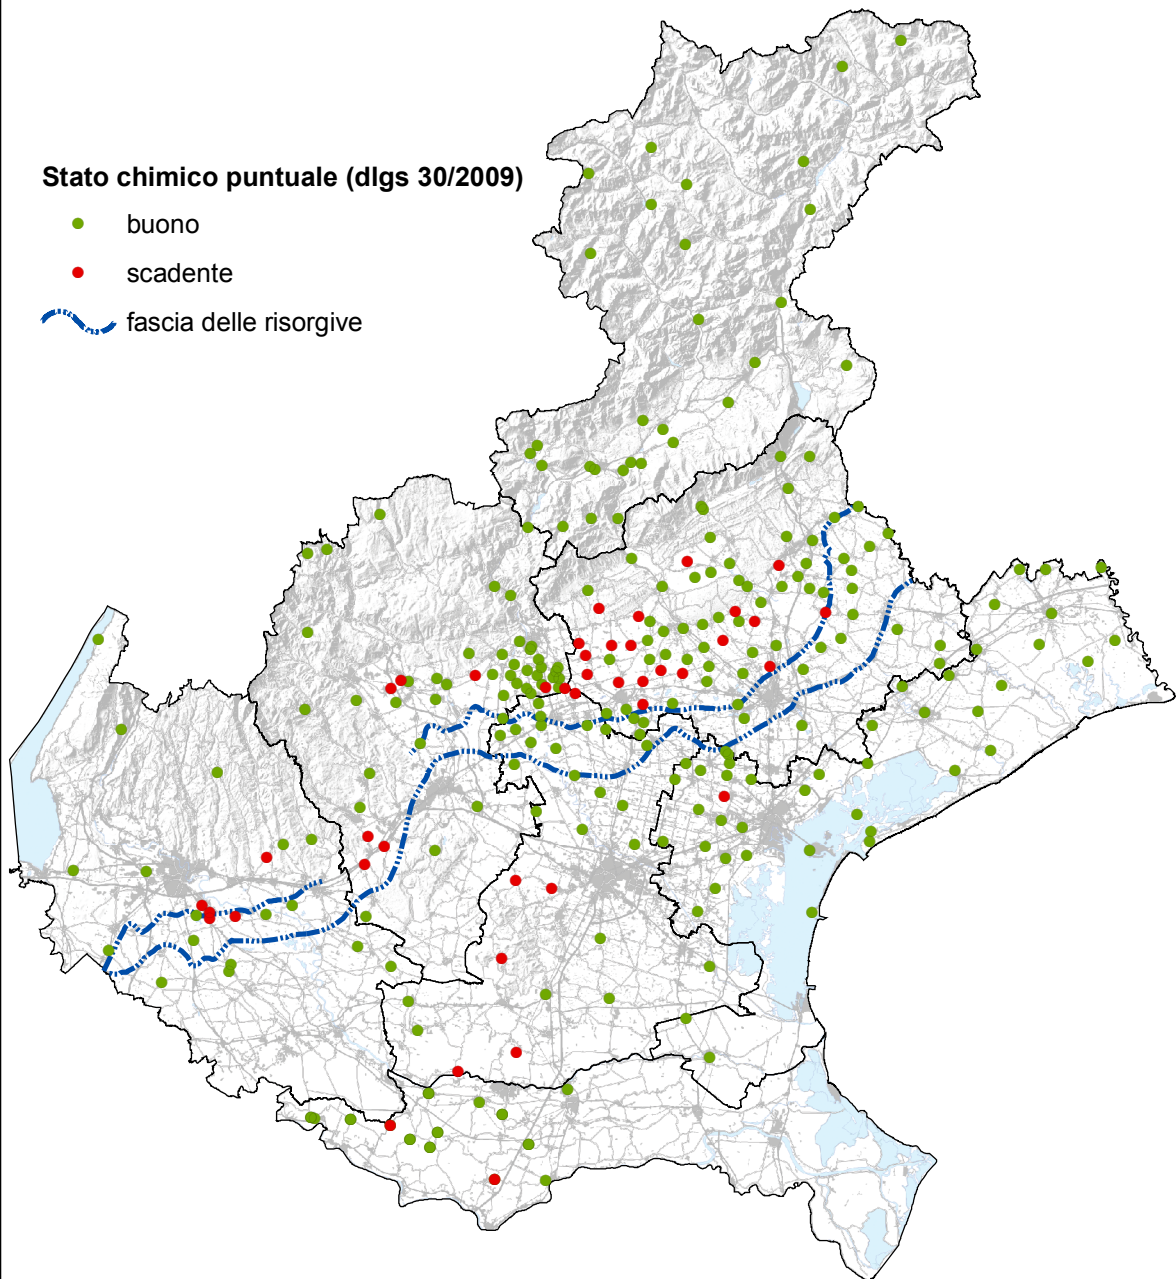 Stato chimico puntuale (dlgs 30/2009)
buono
scadente
fascia delle risorgive